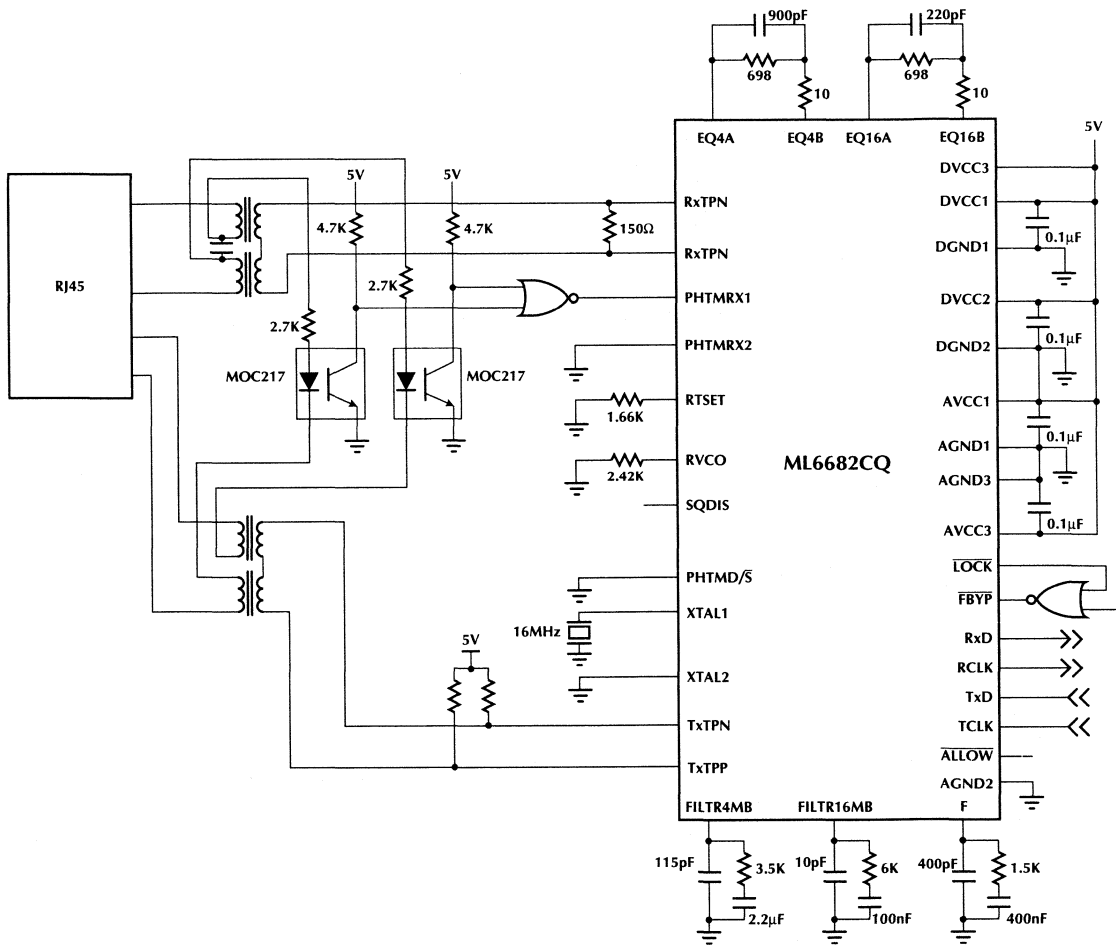 900pF
220pF
698
698
10
10
5V
EQ4A
EQ4B
EQ16A
EQ16B
DVCC3
5V
5V
RxTPN
DVCC1
4.7K
4.7K
150Ω
0.1µF
RxTPN
DGND1
RJ45
2.7K
PHTMRX1
DVCC2
2.7K
0.1µF
PHTMRX2
DGND2
MOC217
MOC217
RTSET
AVCC1
1.66K
0.1µF
AGND1
RVCO
ML6682CQ
2.42K
AGND3
SQDIS
0.1µF
AVCC3
LOCK
PHTMD/S
FBYP
XTAL1
16MHz
RxD
5V
RCLK
XTAL2
TxD
TxTPN
TCLK
ALLOW
TxTPP
AGND2
FILTR4MB
FILTR16MB
F
115pF
3.5K
10pF
6K
400pF
1.5K
2.2µF
100nF
400nF